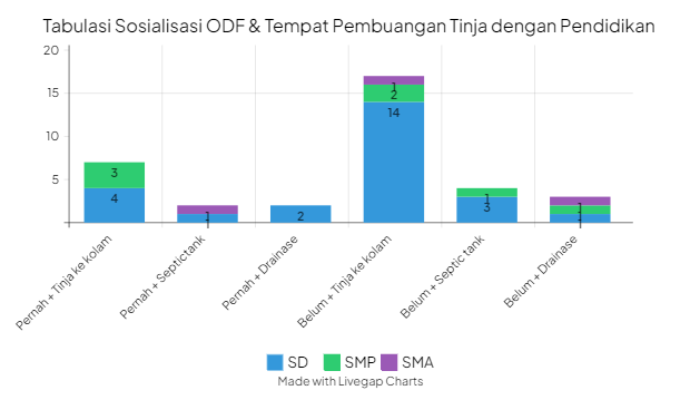 Tabulasi Sosialisasi ODF & Tempat Pembuangan Tinja dengan Pendidikan
20
15
10
5
3
4
1
2
1
2
14
1
3
1
1
Pernah + Tinja ke kolam
Pernah + Septictank
Pernah + Drainase
Belum + Tinja ke kolam
Belum + Septic tank
Belum + Drainase
SD SMP SMA
Made with Livegap Charts